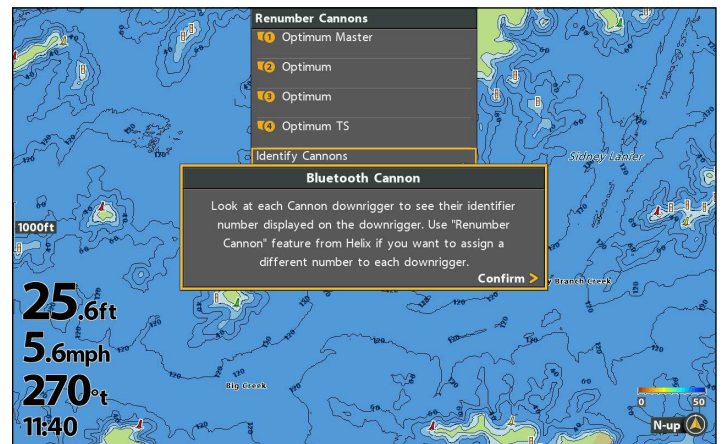 Renumber Cannons
1 Optimum Master
2 Optimum
3 Optimum
4 Optimum TS
Identify Cannons
Bluetooth Cannon
Look at each Cannon downrigger to see their identifier
number displayed on the downrigger. Use "Renumber
Cannon" feature from Helix if you want to assign a
different number to each downrigger.
Confirm >
Sidney Lanier
1000ft
y Branch Creek
25.6ft
5.6mph
270°t
11:40
Big Creek
0 50
N-up